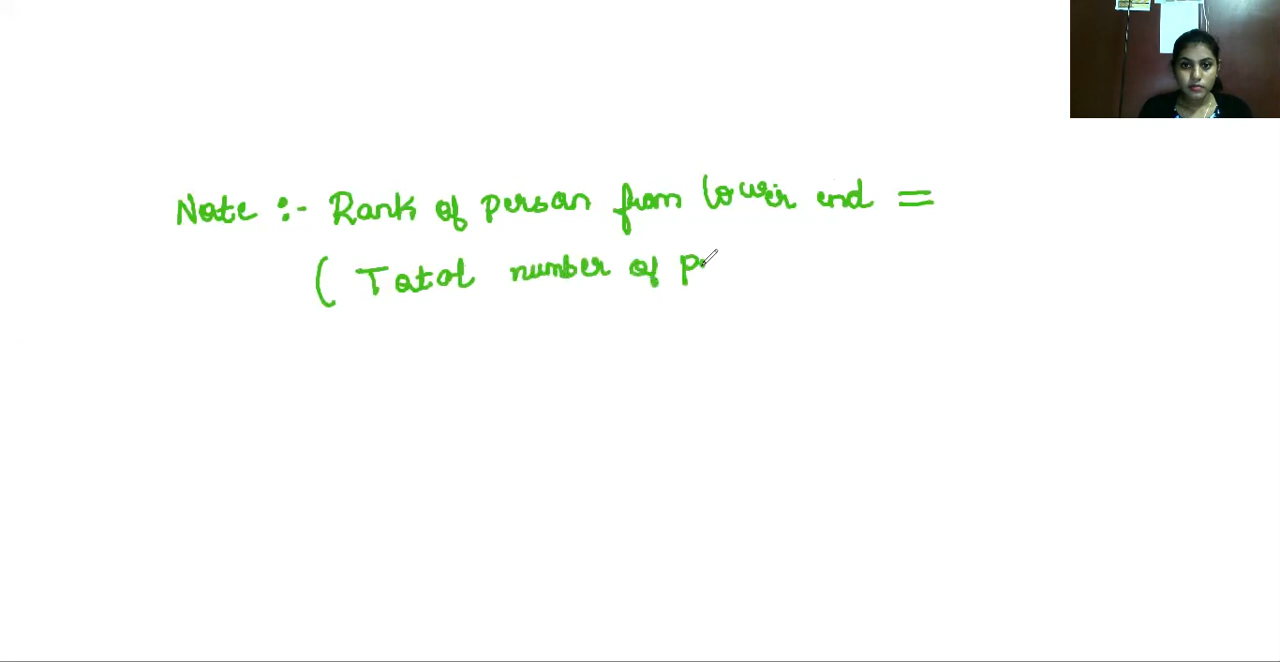 Note :- Rank of person from lower end =
( Total number of p